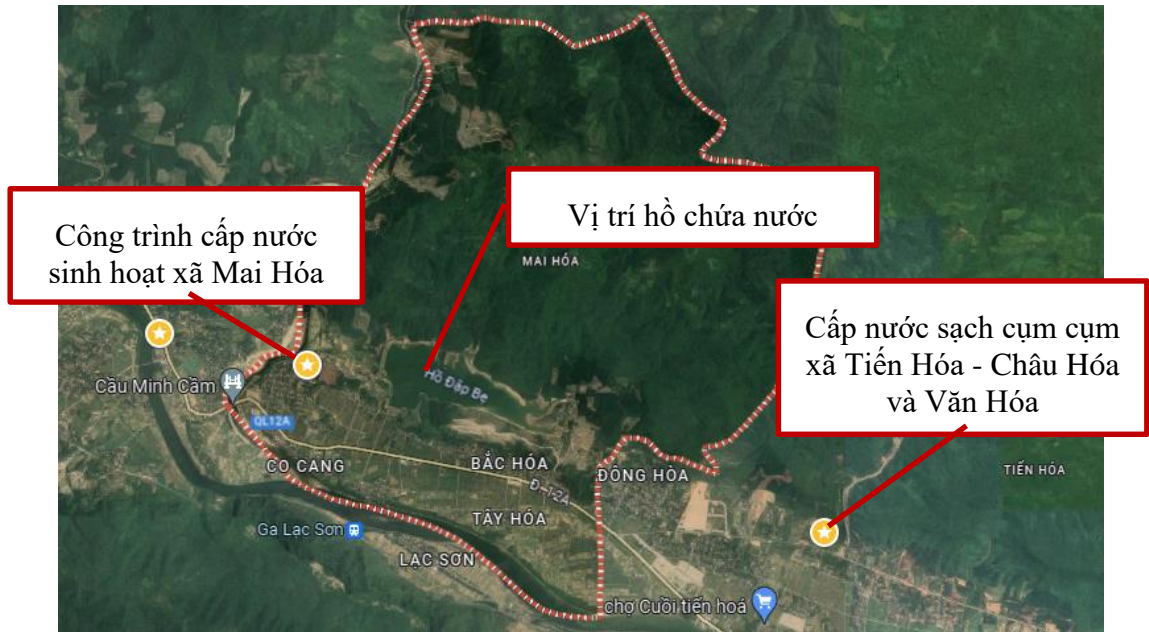 Công trình cấp nước
sinh hoạt xã Mai Hóa
Vị trí hồ chứa nước
MAI HÓA
Cấp nước sạch cụm cụm
xã Tiến Hóa - Châu Hóa
và Văn Hóa
Cầu Minh Cầm
Hồ Đập Bẹ
QL12A
CO CANG
BẮC HÓA
ĐÔNG HÒA
TIẾN HÓA
Đ. 12A
TÂY HÓA
Ga Lạc Sơn
LẠC SƠN
chợ Cuồi tiến hoá